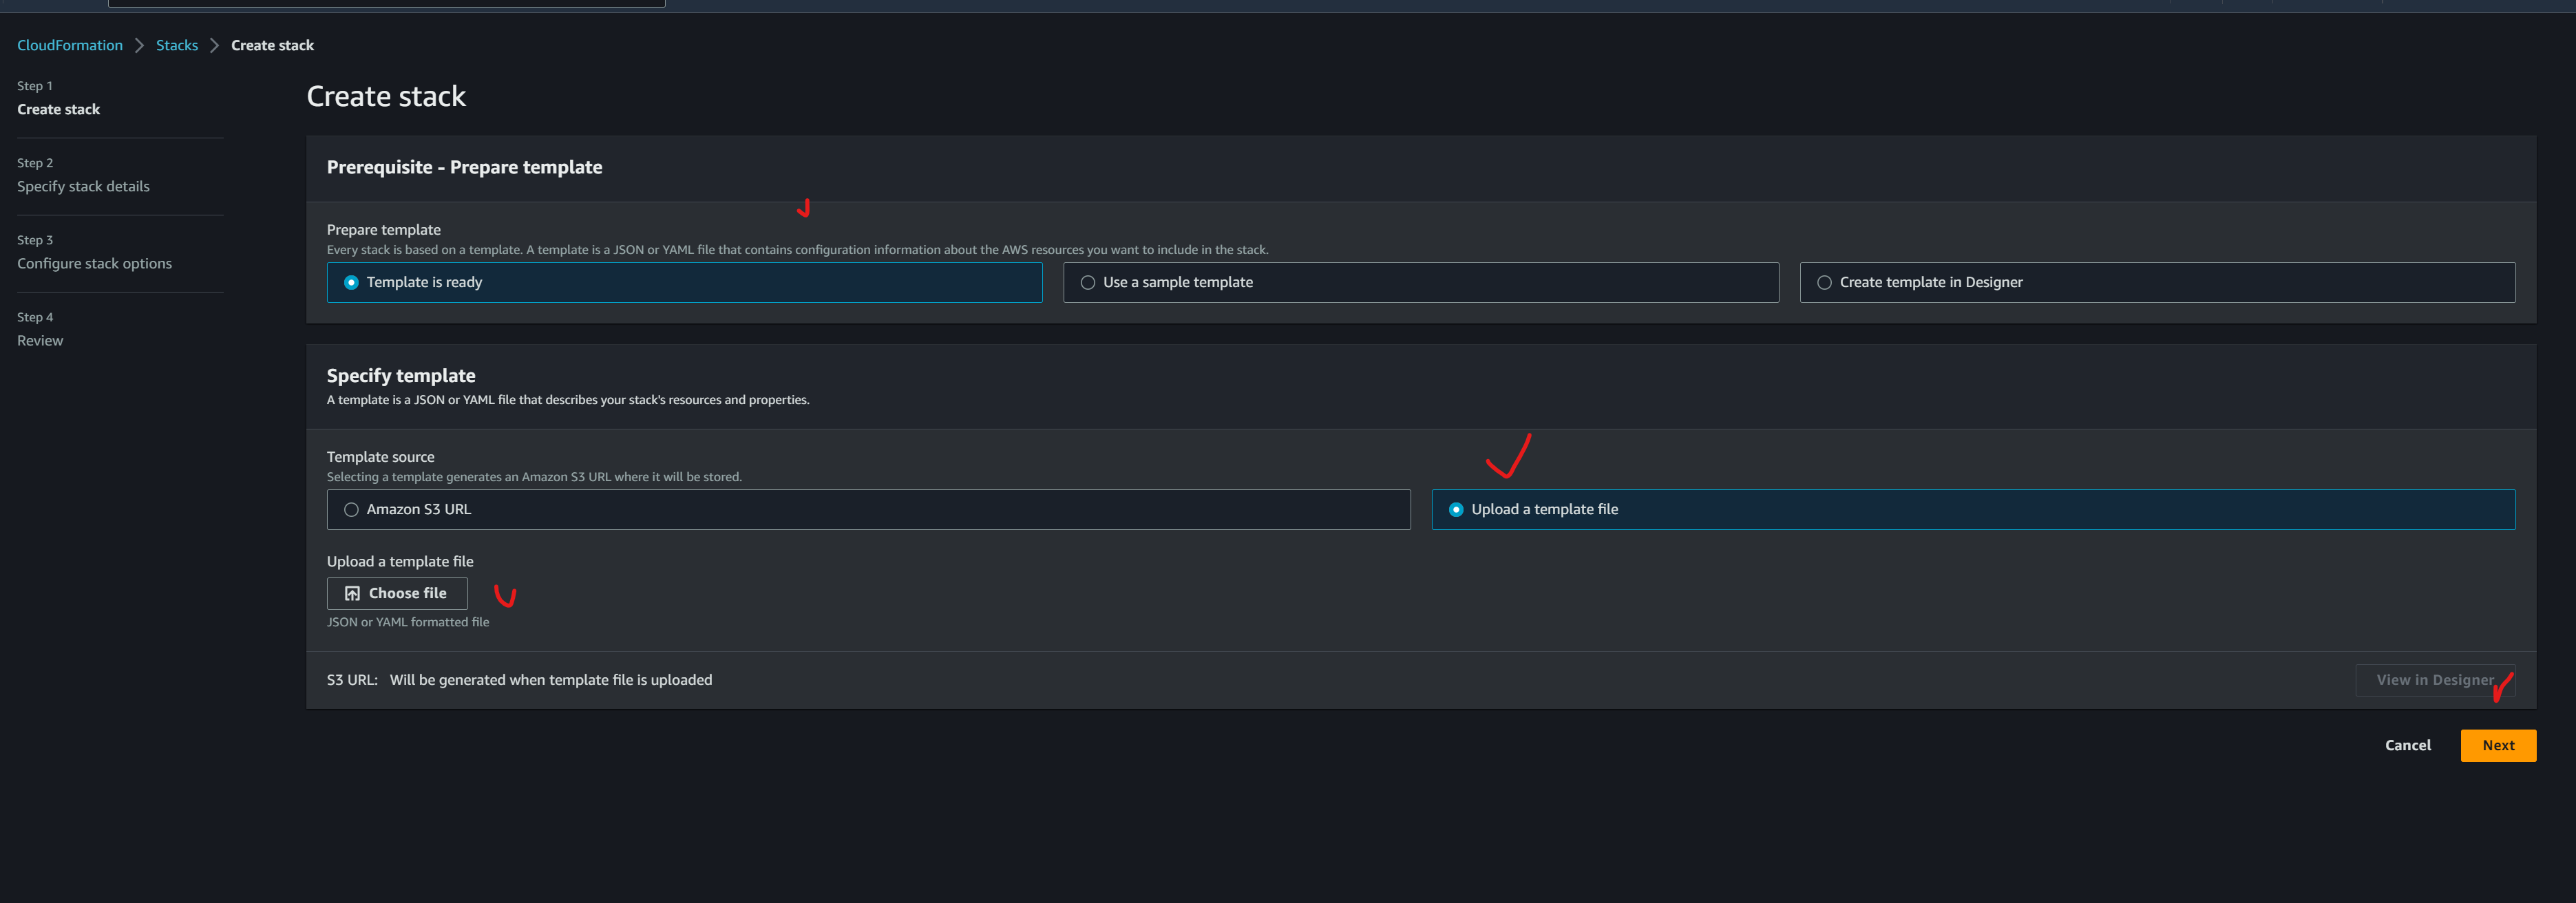 CloudFormation > Stacks > Create stack
Step 1
Create stack
Step 2
Specify stack details
Step 3
Configure stack options
Step 4
Review
Create stack
Prerequisite - Prepare template
Prepare template
Every stack is based on a template. A template is a JSON or YAML file that contains configuration information about the AWS resources you want to include in the stack.
Template is ready
Use a sample template
Create template in Designer
Specify template
A template is a JSON or YAML file that describes your stack's resources and properties.
Template source
Selecting a template generates an Amazon S3 URL where it will be stored.
Amazon S3 URL
Upload a template file
Upload a template file
Choose file
JSON or YAML formatted file
S3 URL: Will be generated when template file is uploaded
View in Designer
Cancel
Next